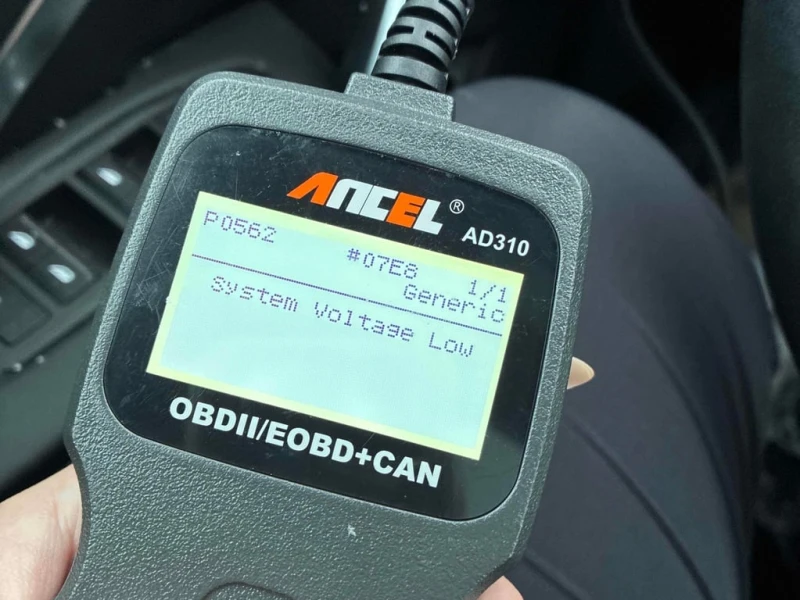 ANCEL®
AD310
P0562
#07E8 1/1
Generic
System Voltage Low
OBDII/EOBD+CAN